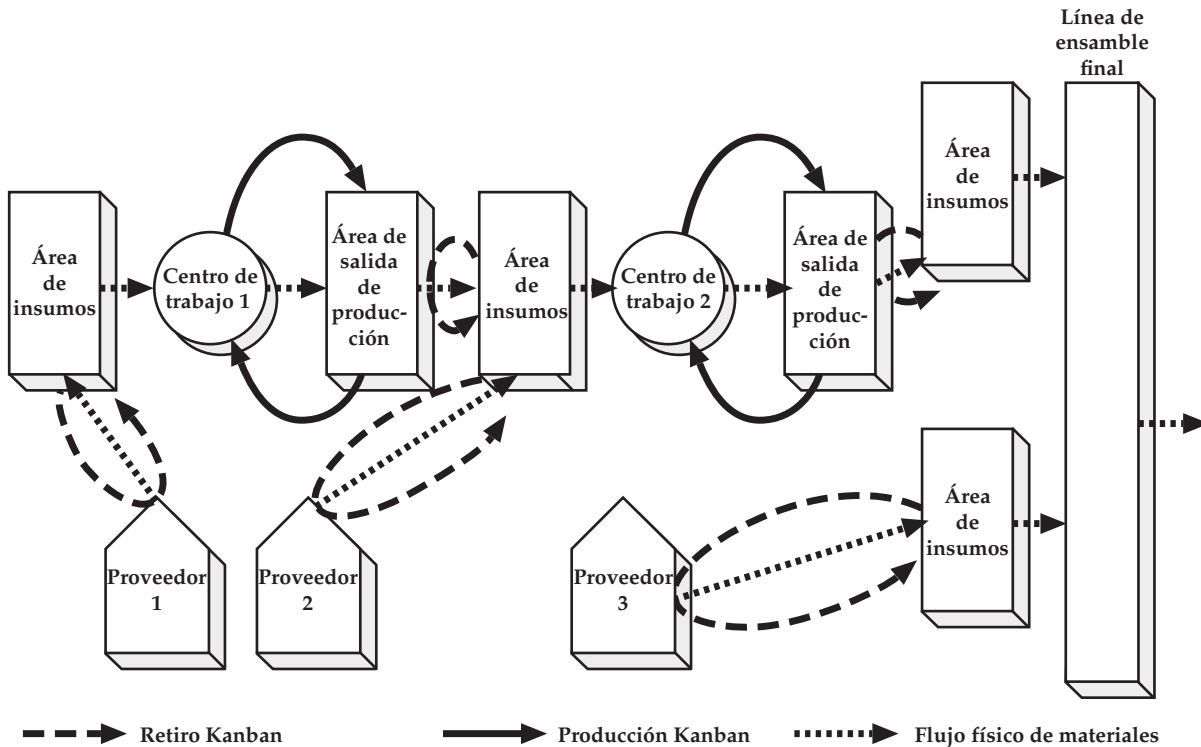 Línea de
ensamble
final
Área
de
insumos
Área
de
insumos
Centro de
trabajo 1
Área de
salida
de
produc-
ción
Área
de
insumos
Centro de
trabajo 2
Área de
salida
de
produc-
ción
Área
de
insumos
Proveedor
1
Proveedor
2
Proveedor
3
Retiro Kanban
Producción Kanban
Flujo físico de materiales